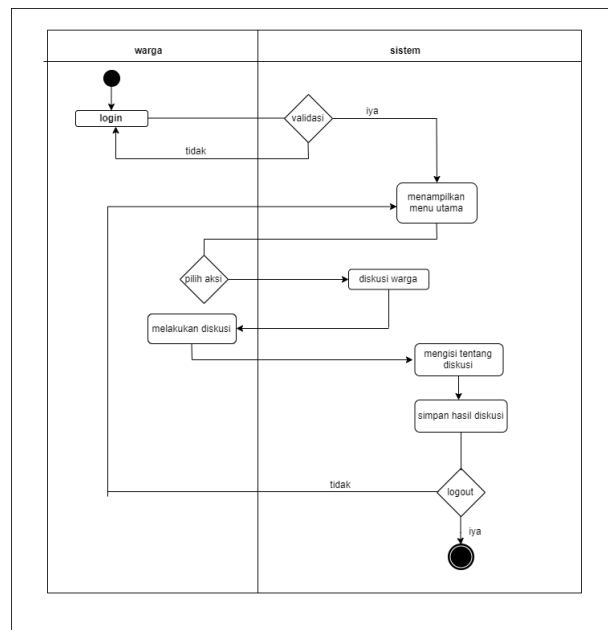 warga
sistem
login
validasi
iya
tidak
menampilkan
menu utama
pilih aksi
diskusi warga
melakukan diskusi
mengisi tentang
diskusi
simpan hasil diskusi
tidak
logout
iya